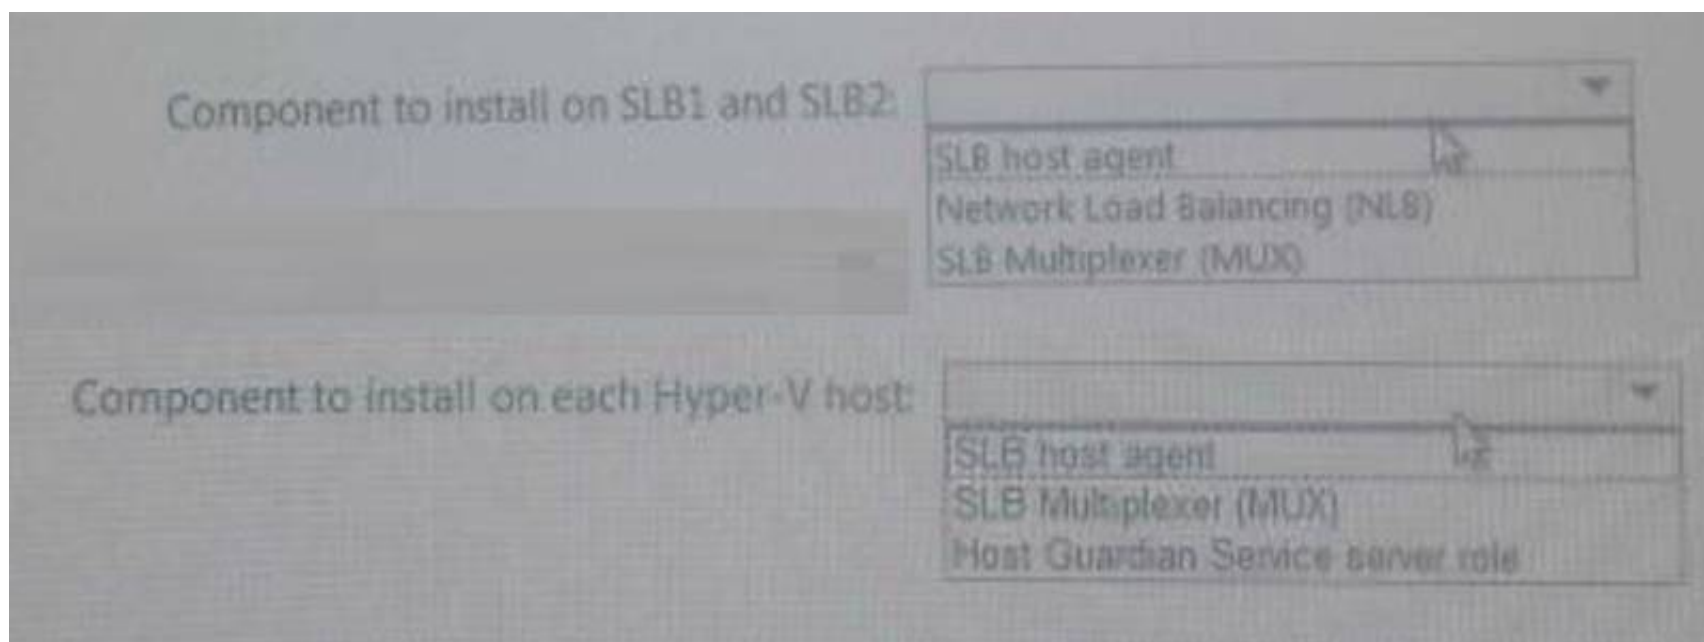 Component to install on SLB1 and SLB2:
SLB host agent
Network Load Balancing (NLB)
SLB Multiplexer (MUX)
Component to install on each Hyper-V host:
SLB host agent
SLB Multiplexer (MUX)
Host Guardian Service server role